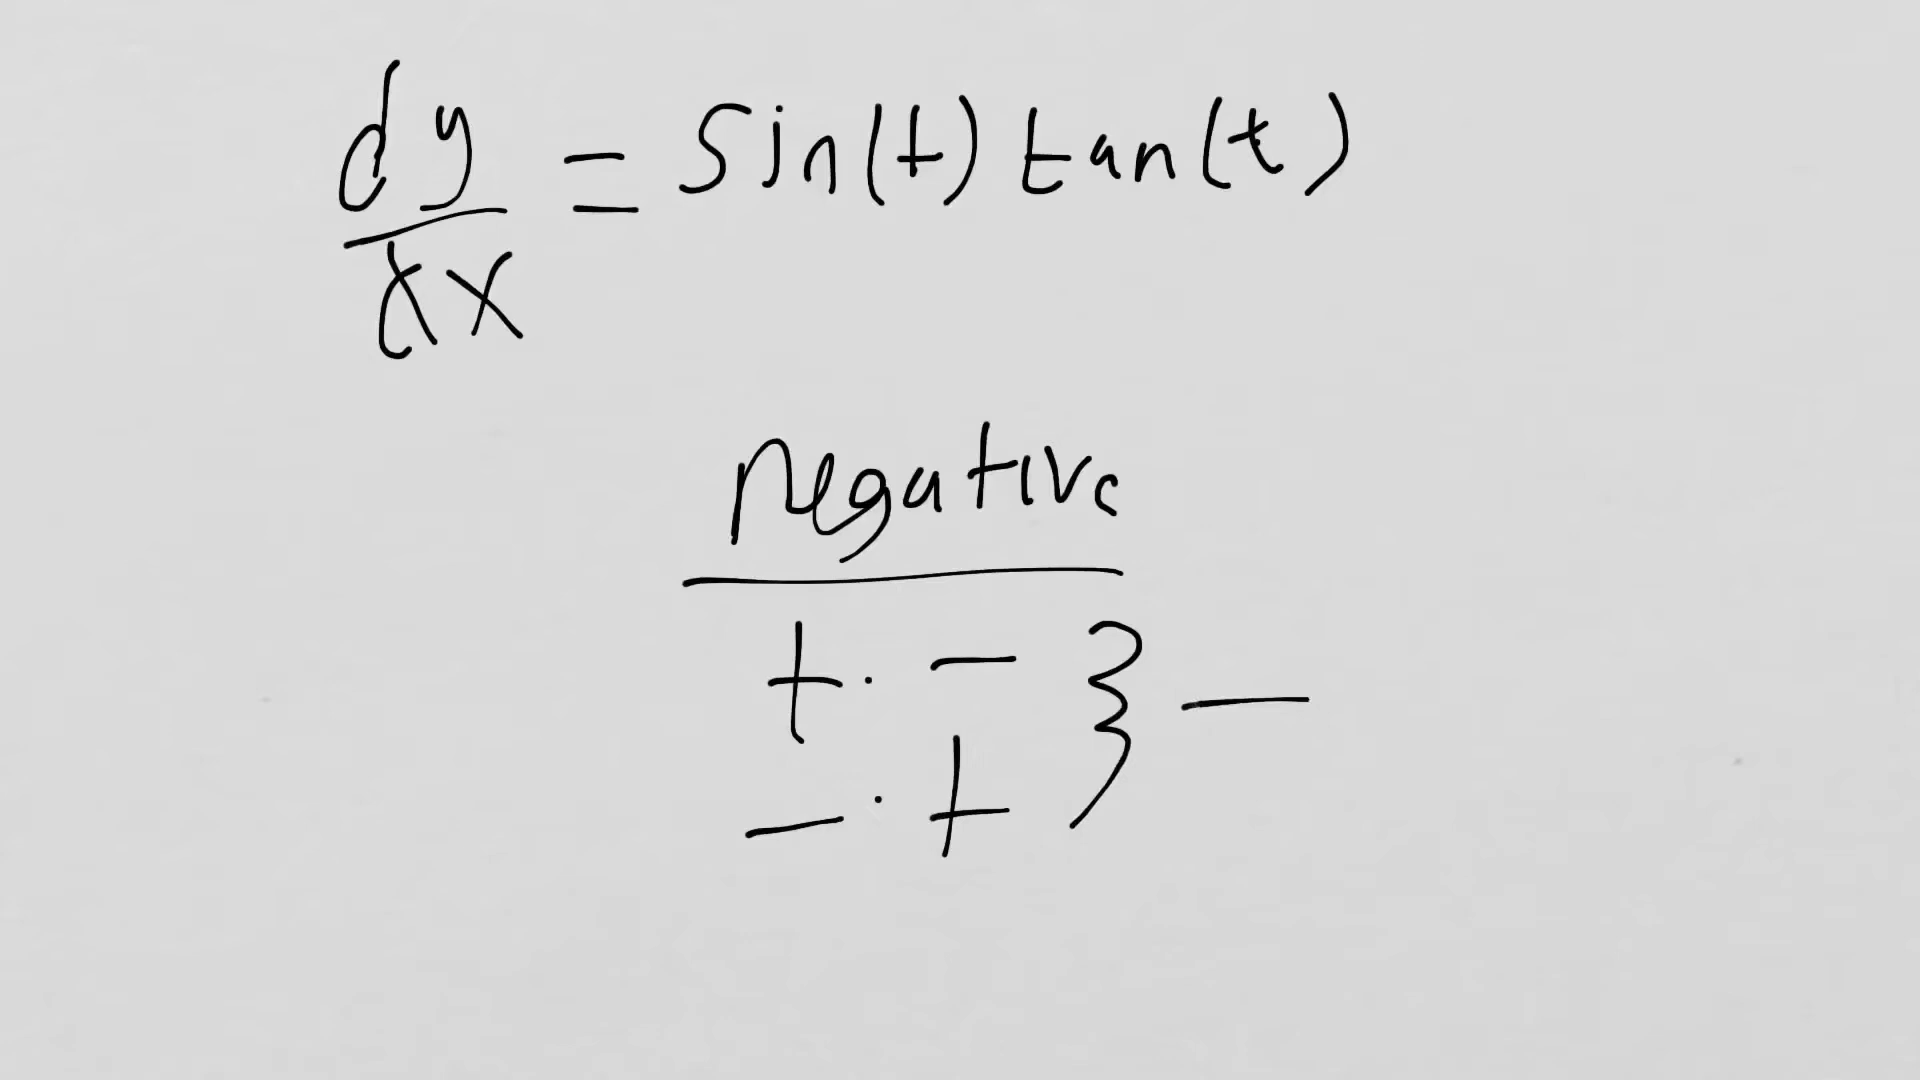 dy/dx = Sin(t) tan(t)
negative
+ · - } -
- · +